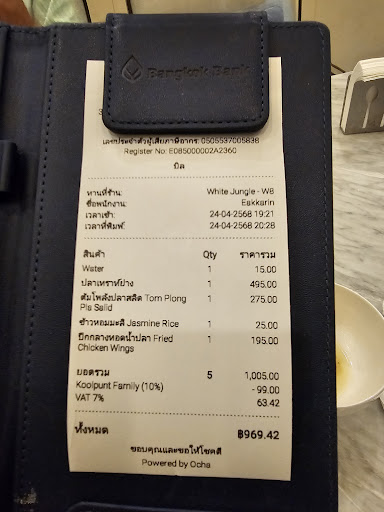 Bangkok Bank
เลขประจำตัวผู้เสียภาษีอากร: 0505537005838
Register No: E085000002A2360
บิล
ทานที่ร้าน: White Jungle - W8
ชื่อพนักงาน: Eakkarin
เวลาเข้า: 24-04-2568 19:21
เวลาที่พิมพ์: 24-04-2568 20:28
สินค้า Qty ราคารวม
Water 1 15.00
ปลาเทราท์ย่าง 1 495.00
ต้มโพล้งปลาสลิด Tom Plong 1 275.00
Pla Salid
ข้าวหอมมะลิ Jasmine Rice 1 25.00
ปีกกลางทอดน้ำปลา Fried 1 195.00
Chicken Wings
ยอดรวม 5 1,005.00
Koolpunt Family (10%) - 99.00
VAT 7% 63.42
ทั้งหมด ฿969.42
ขอบคุณและขอให้โชคดี
Powered by Ocha